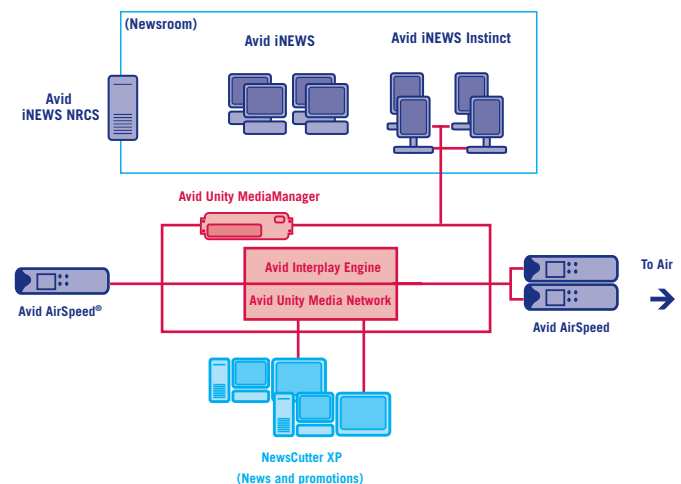 (Newsroom)
Avid iNEWS
Avid iNEWS Instinct
Avid
iNEWS NRCS
Avid Unity MediaManager
Avid Interplay Engine
Avid Unity Media Network
Avid AirSpeed®
To Air
Avid AirSpeed
NewsCutter XP
(News and promotions)